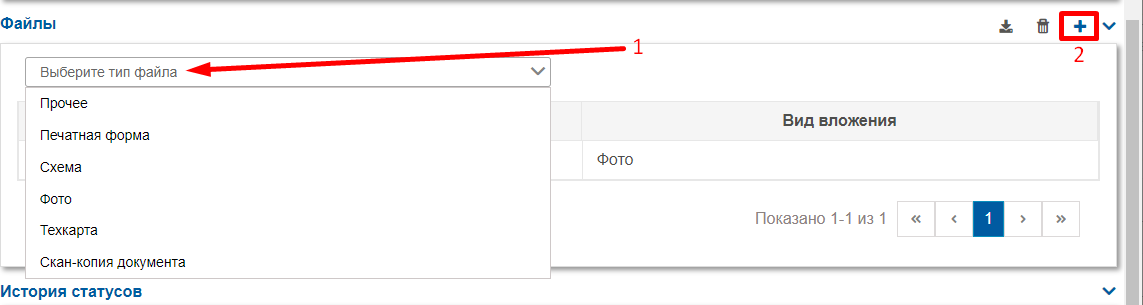 Файлы
1
2
Выберите тип файла
Прочее
Вид вложения
Печатная форма
Схема
Фото
Фото
Техкарта
Показано 1-1 из 1 « ‹ 1 › »
Скан-копия документа
История статусов